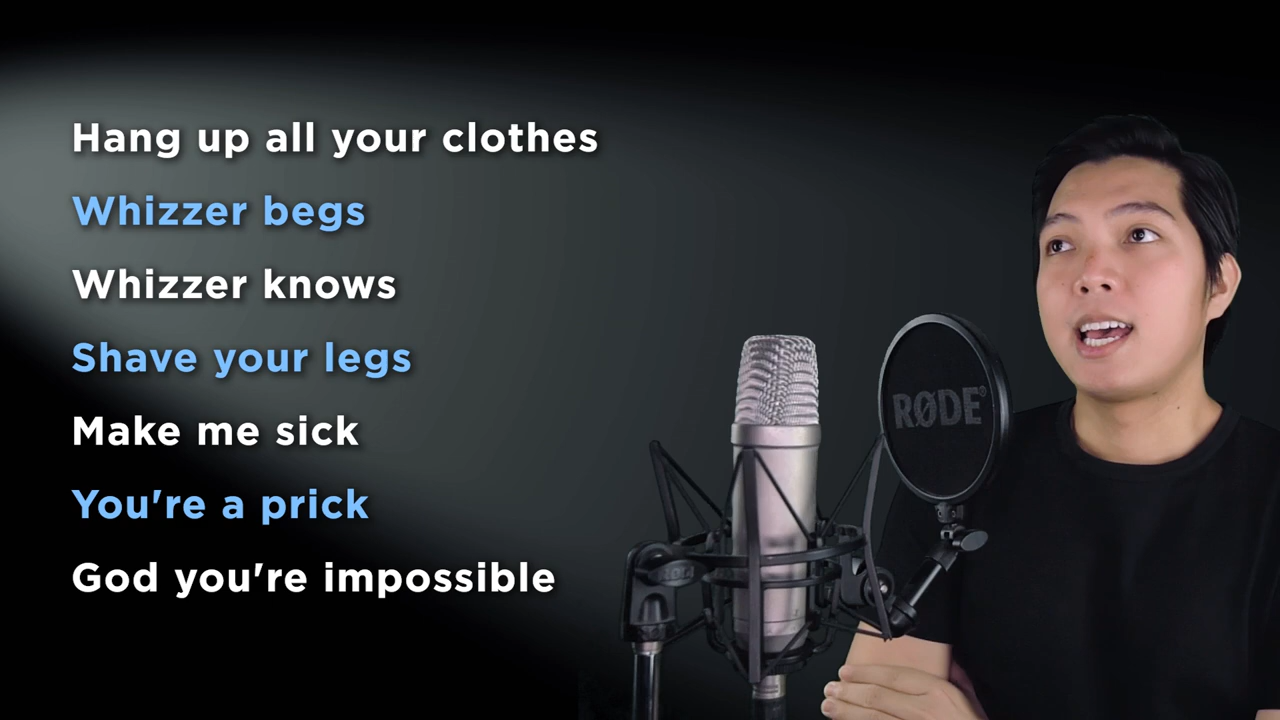 Hang up all your clothes
Whizzer begs
Whizzer knows
Shave your legs
Make me sick
You're a prick
God you're impossible
RØDE®